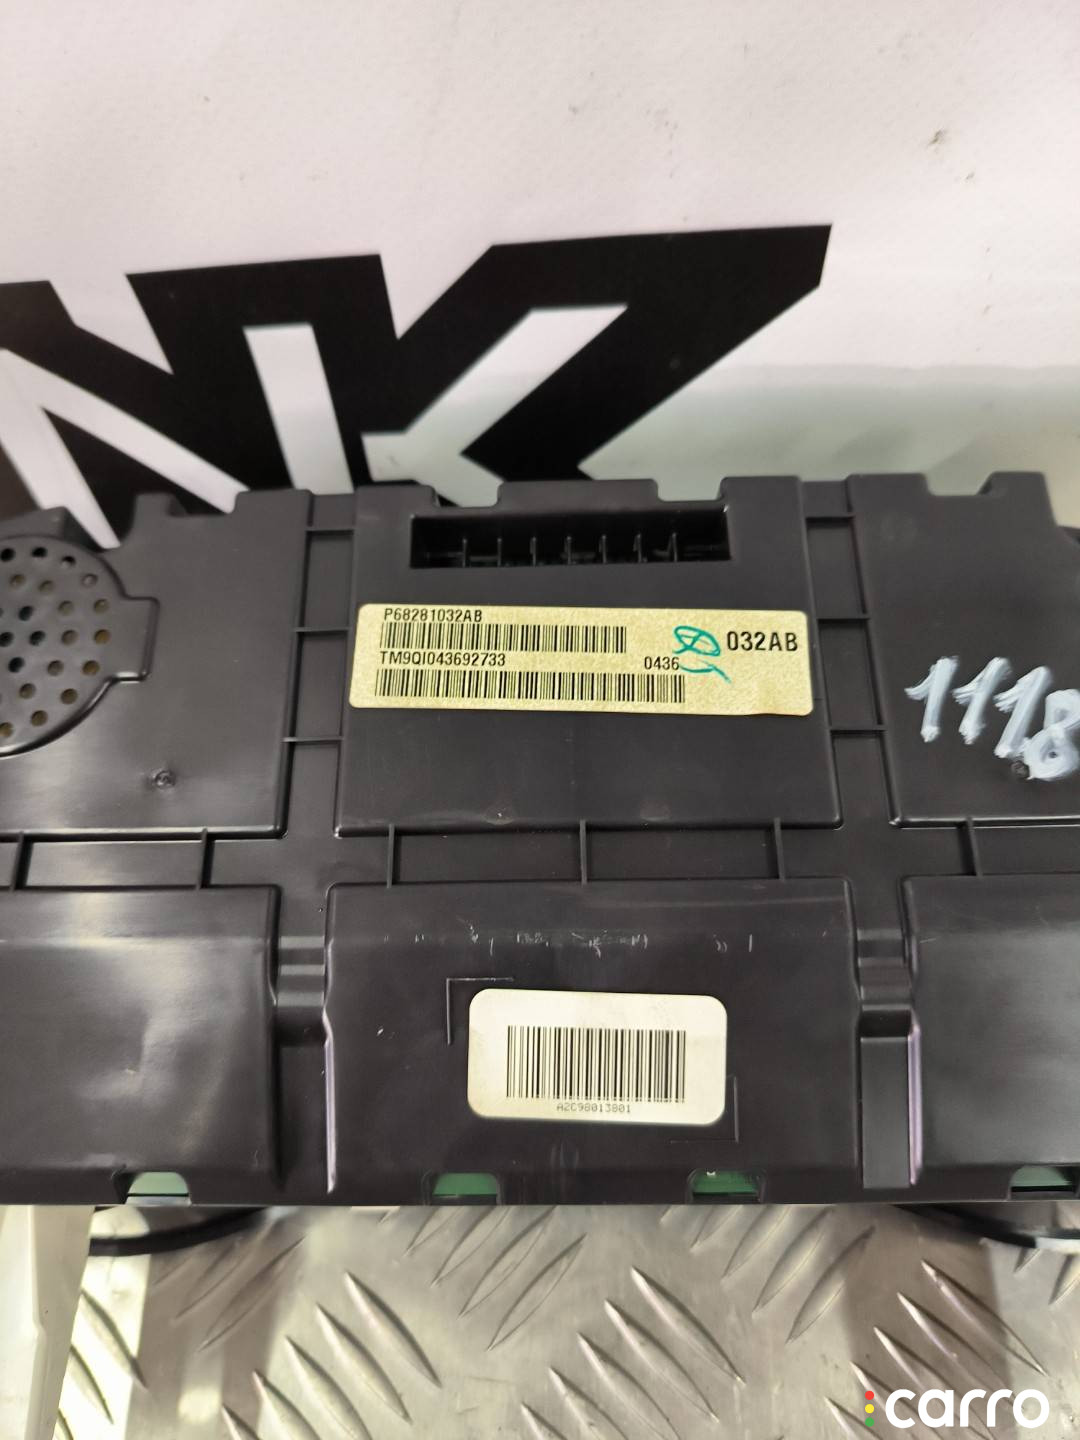 NKZ
P68281032AB
032AB
TM9QI043692733
0436
1118
A2C98013801
carro